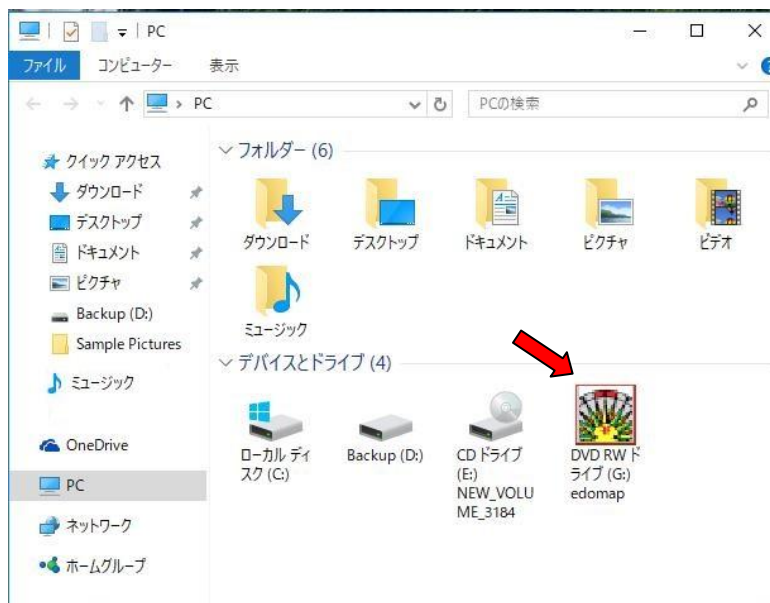 PC
ファイル コンピューター 表示
PC PCの検索
クイック アクセス
ダウンロード
デスクトップ
ドキュメント
ピクチャ
Backup (D:)
Sample Pictures
ミュージック
OneDrive
PC
ネットワーク
ホームグループ
フォルダー (6)
ダウンロード
デスクトップ
ドキュメント
ピクチャ
ビデオ
ミュージック
デバイスとドライブ (4)
ローカル ディ
スク (C:)
Backup (D:)
CD ドライブ
(E:)
NEW_VOLU
ME_3184
DVD RW ド
ライブ (G:)
edomap